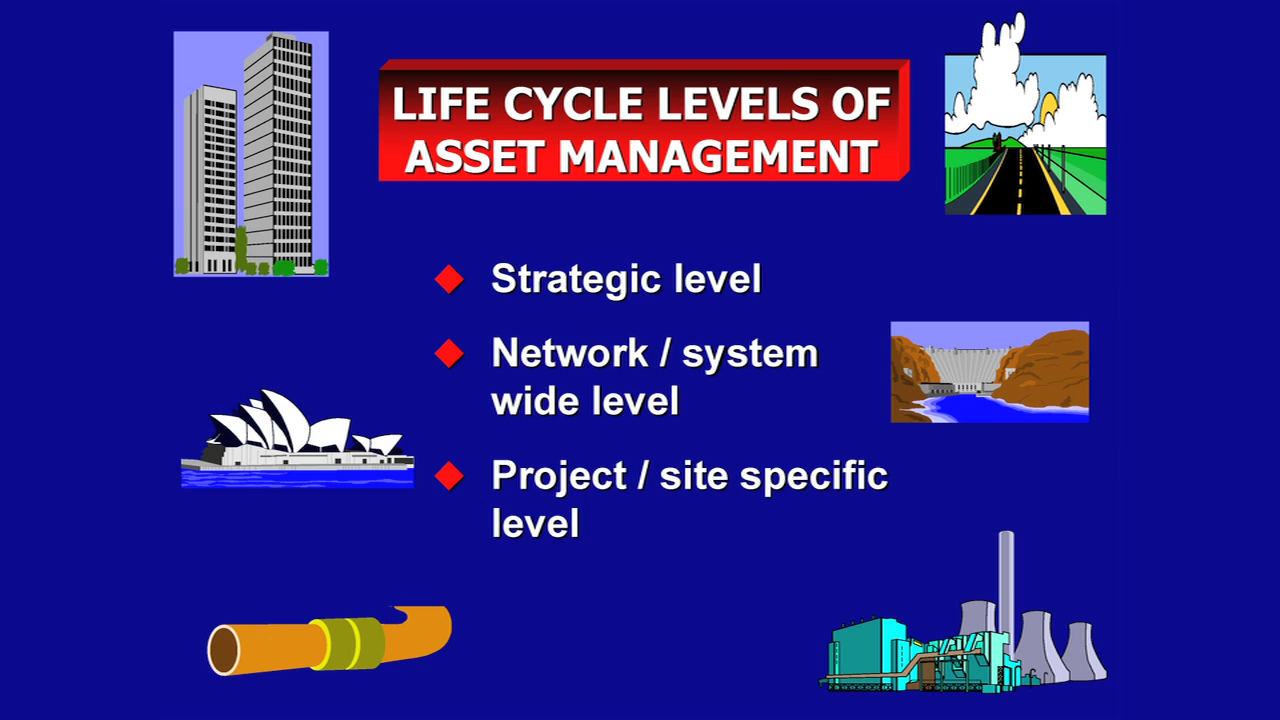 LIFE CYCLE LEVELS OF
ASSET MANAGEMENT
Strategic level
Network / system
wide level
Project / site specific
level